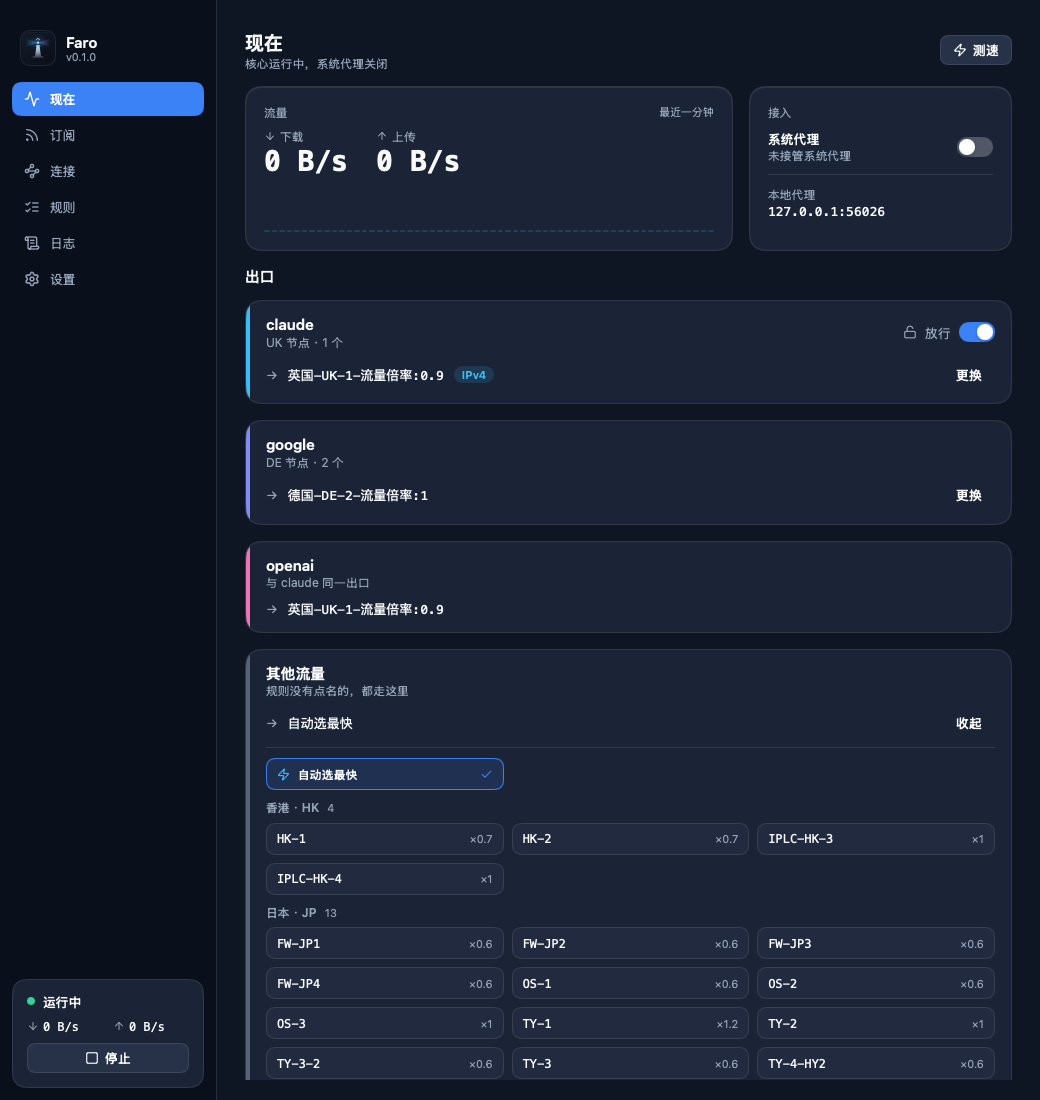 Faro
v0.1.0
现在
订阅
连接
规则
日志
设置
运行中
↓ 0 B/s ↑ 0 B/s
停止
现在
核心运行中，系统代理关闭
测速
流量 最近一分钟
↓ 下载 ↑ 上传
0 B/s 0 B/s
接入
系统代理
未接管系统代理
本地代理
127.0.0.1:56026
出口
claude
UK 节点 · 1 个
放行
→ 英国-UK-1-流量倍率:0.9 IPv4 更换
google
DE 节点 · 2 个
→ 德国-DE-2-流量倍率:1 更换
openai
与 claude 同一出口
→ 英国-UK-1-流量倍率:0.9
其他流量
规则没有点名的，都走这里
→ 自动选最快 收起
自动选最快
香港 · HK 4
HK-1 ×0.7 HK-2 ×0.7 IPLC-HK-3 ×1
IPLC-HK-4 ×1
日本 · JP 13
FW-JP1 ×0.6 FW-JP2 ×0.6 FW-JP3 ×0.6
FW-JP4 ×0.6 OS-1 ×0.6 OS-2 ×0.6
OS-3 ×1 TY-1 ×1.2 TY-2 ×1
TY-3-2 ×0.6 TY-3 ×0.6 TY-4-HY2 ×0.6